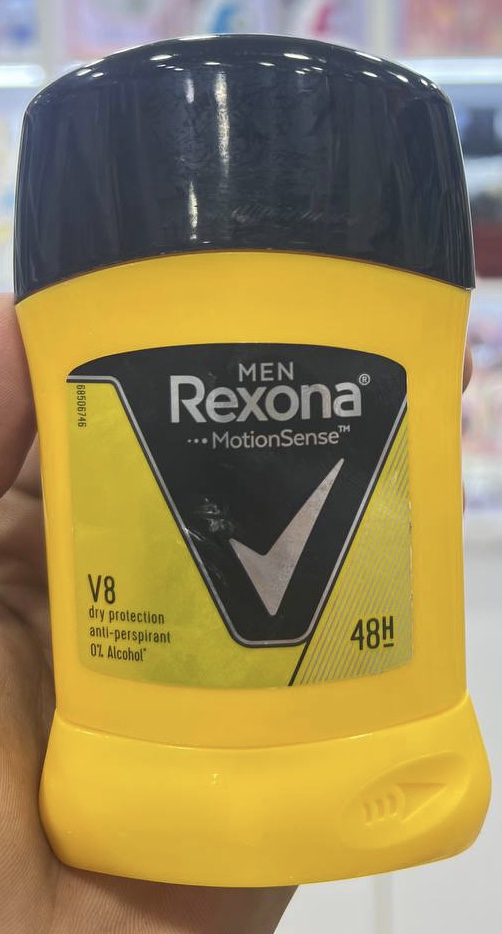 MEN
Rexona®
MotionSense™
68506746
V8
dry protection
anti-perspirant
0% Alcohol*
48H